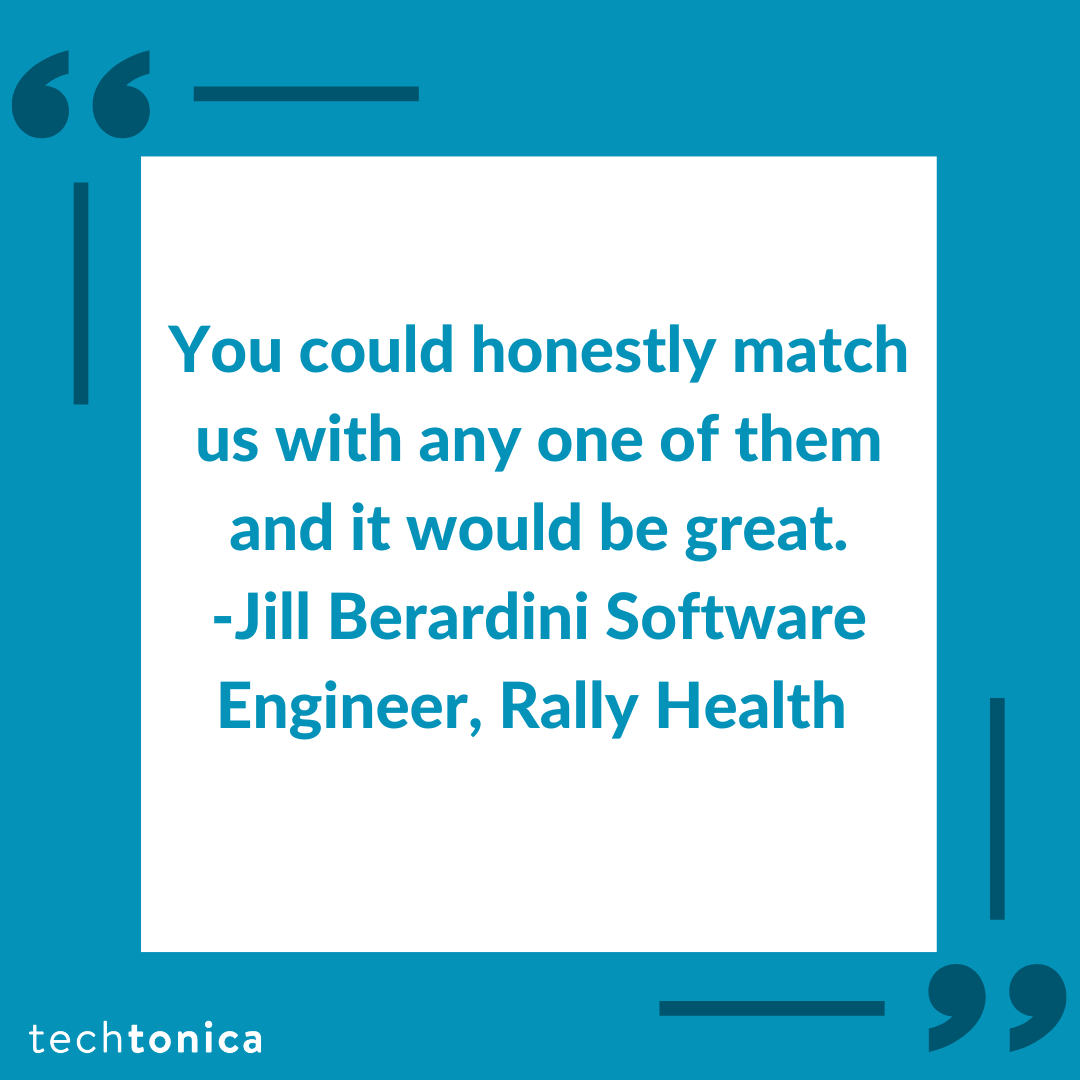 You could honestly match
us with any one of them
and it would be great.
-Jill Berardini Software
Engineer, Rally Health
techtonica